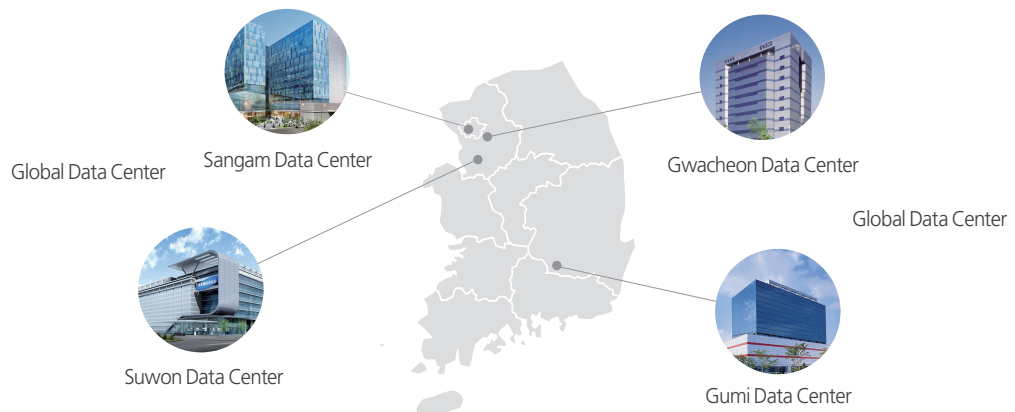 Sangam Data Center
Gwacheon Data Center
Global Data Center
Global Data Center
Suwon Data Center
Gumi Data Center